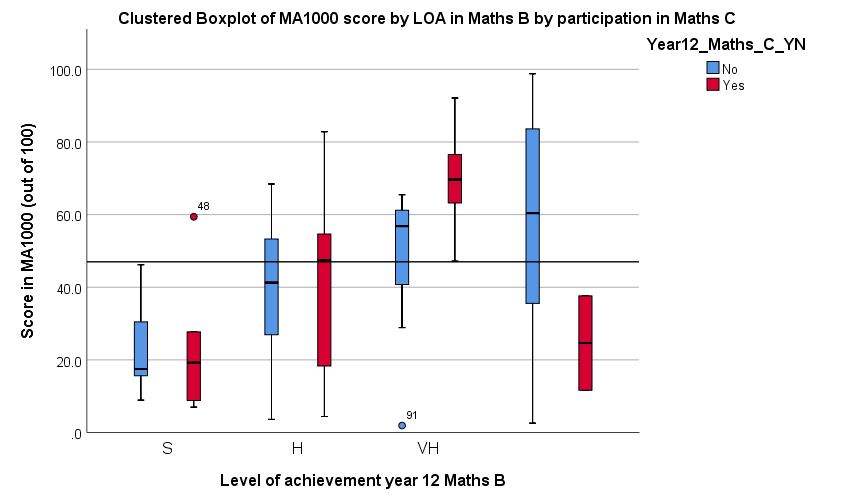 Clustered Boxplot of MA1000 score by LOA in Maths B by participation in Maths C
Year12_Maths_C_YN
No
Yes
Score in MA1000 (out of 100)
100.0
80.0
60.0
40.0
20.0
.0
48
91
S
H
VH
Level of achievement year 12 Maths B